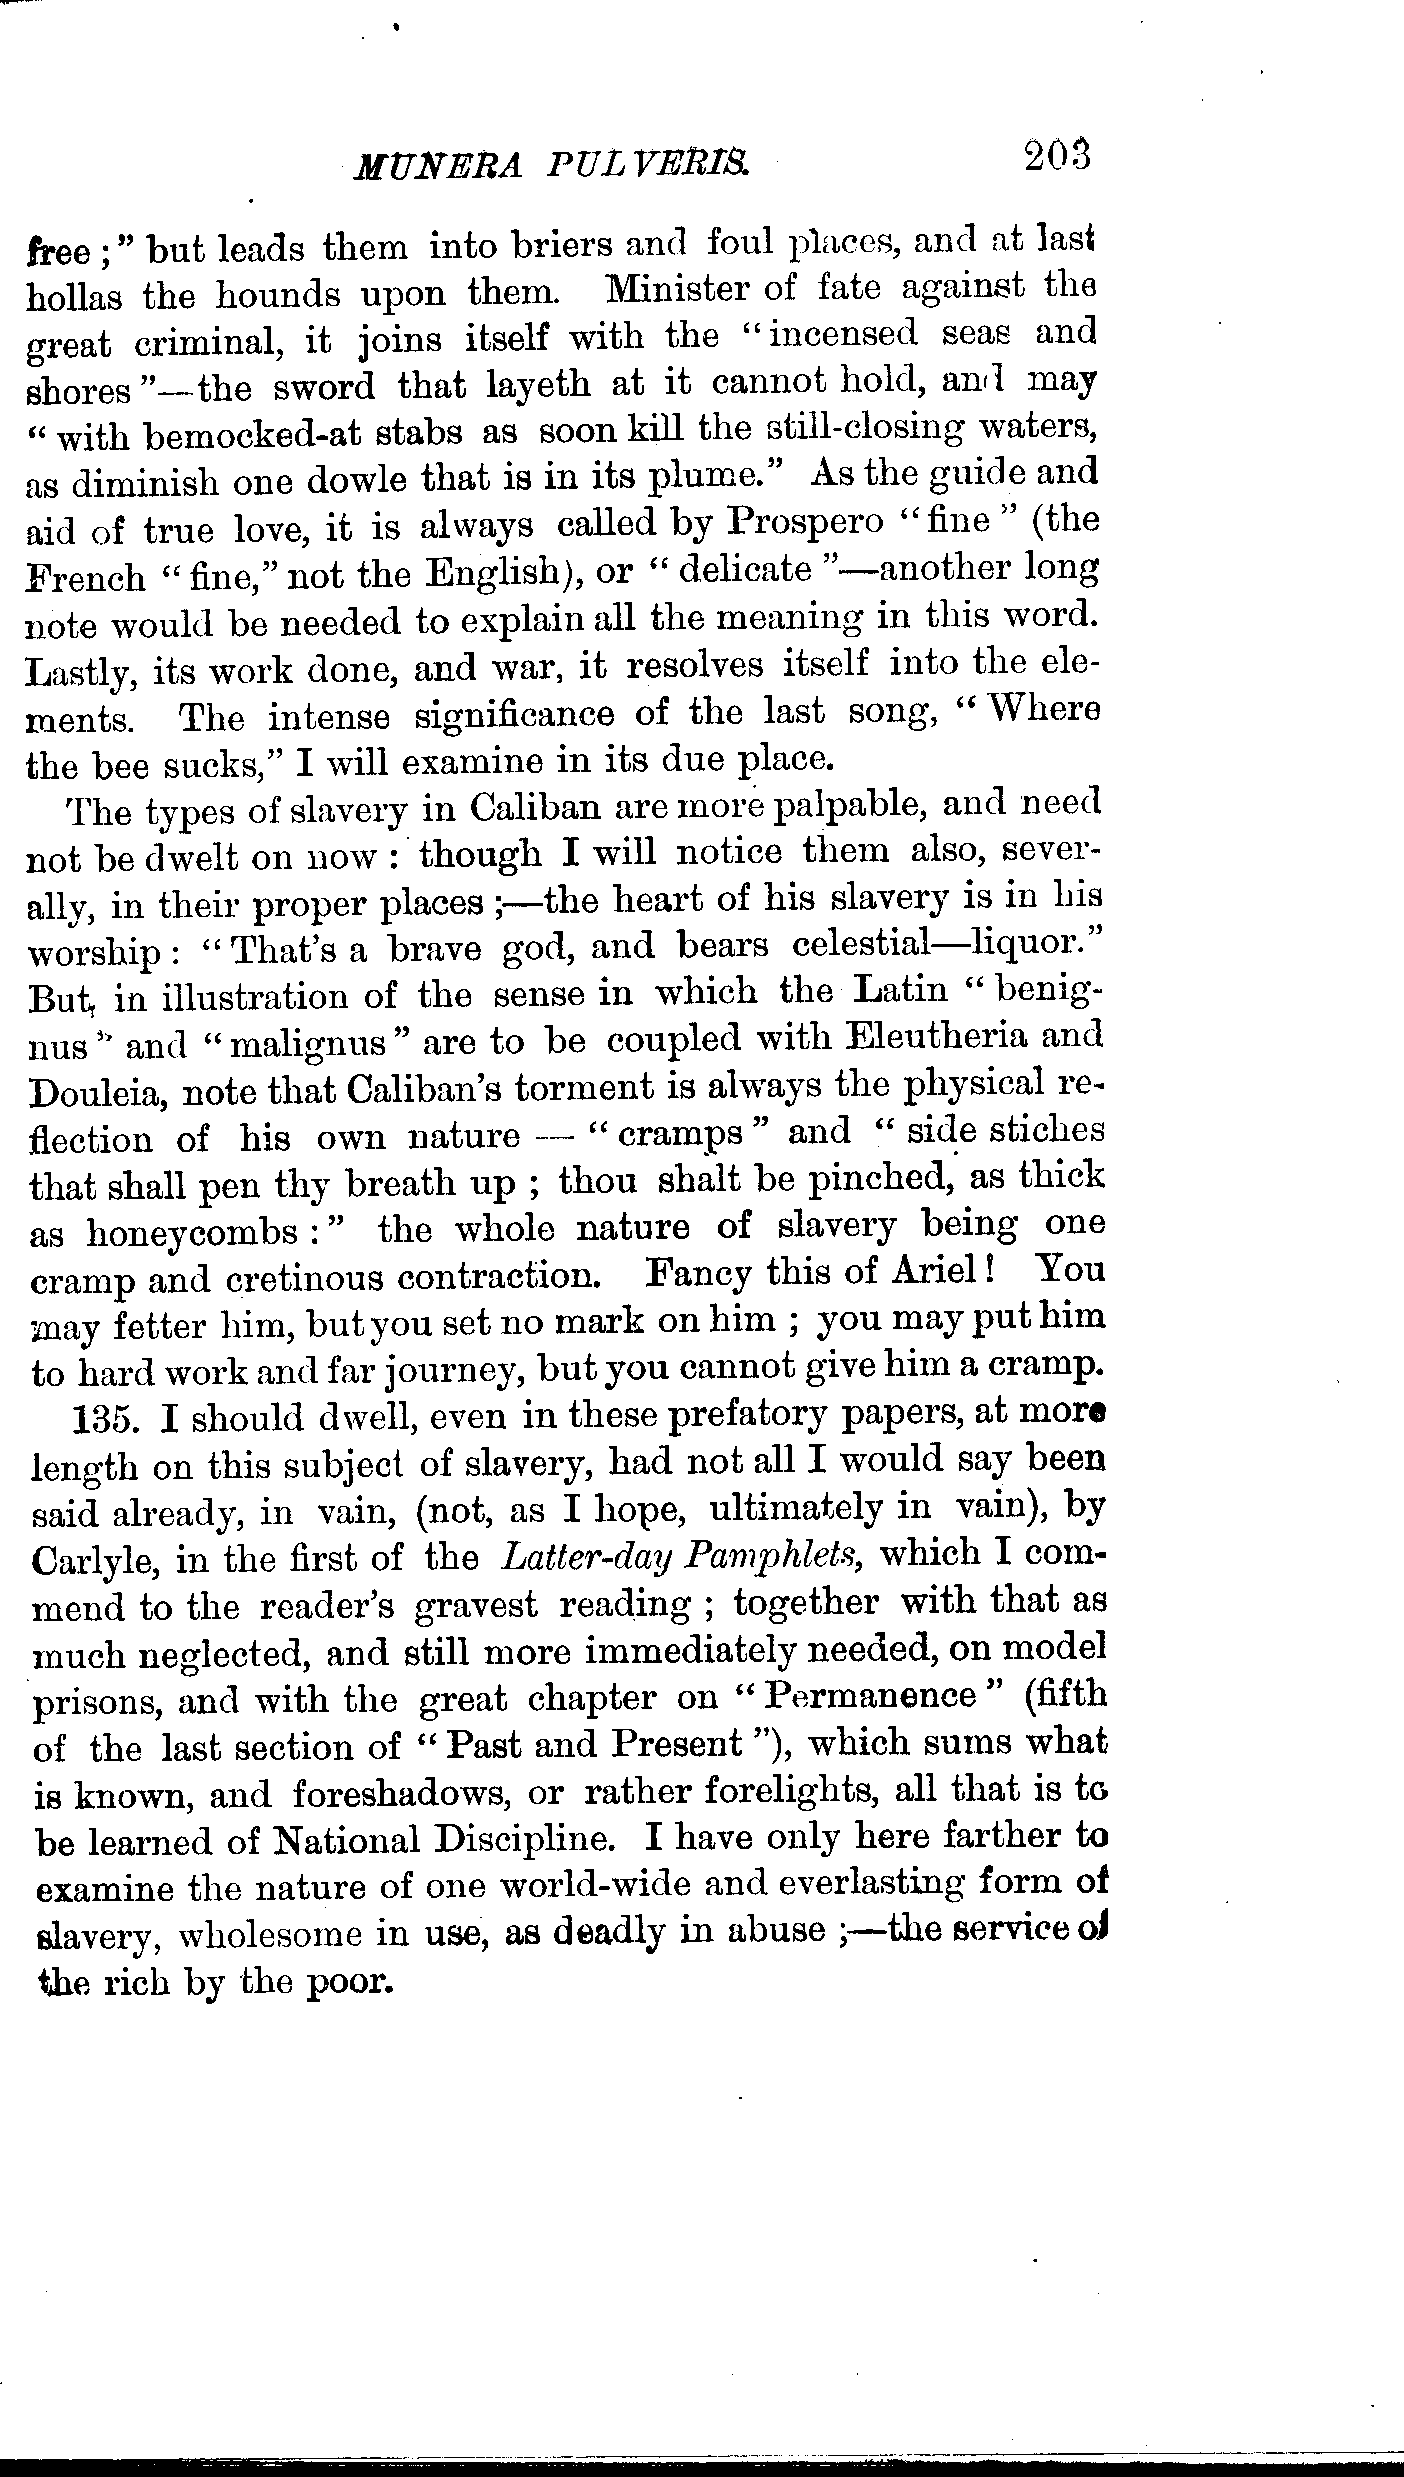 MUNERA PULVERIS. 203
free ;” but leads them into briers and foul places, and at last
hollas the hounds upon them. Minister of fate against the
great criminal, it joins itself with the “incensed seas and
shores”—the sword that layeth at it cannot hold, and may
“with bemocked-at stabs as soon kill the still-closing waters,
as diminish one dowle that is in its plume.” As the guide and
aid of true love, it is always called by Prospero “fine” (the
French “fine,” not the English), or “delicate”—another long
note would be needed to explain all the meaning in this word.
Lastly, its work done, and war, it resolves itself into the ele-
ments. The intense significance of the last song, “Where
the bee sucks,” I will examine in its due place.
The types of slavery in Caliban are more palpable, and need
not be dwelt on now : though I will notice them also, sever-
ally, in their proper places ;—the heart of his slavery is in his
worship : “That’s a brave god, and bears celestial—liquor.”
But, in illustration of the sense in which the Latin “benig-
nus” and “malignus” are to be coupled with Eleutheria and
Douleia, note that Caliban’s torment is always the physical re-
flection of his own nature — “cramps” and “side stiches
that shall pen thy breath up ; thou shalt be pinched, as thick
as honeycombs :” the whole nature of slavery being one
cramp and cretinous contraction. Fancy this of Ariel ! You
may fetter him, but you set no mark on him ; you may put him
to hard work and far journey, but you cannot give him a cramp.
135. I should dwell, even in these prefatory papers, at more
length on this subject of slavery, had not all I would say been
said already, in vain, (not, as I hope, ultimately in vain), by
Carlyle, in the first of the Latter-day Pamphlets, which I com-
mend to the reader’s gravest reading ; together with that as
much neglected, and still more immediately needed, on model
prisons, and with the great chapter on “Permanence” (fifth
of the last section of “Past and Present”), which sums what
is known, and foreshadows, or rather forelights, all that is to
be learned of National Discipline. I have only here farther to
examine the nature of one world-wide and everlasting form of
slavery, wholesome in use, as deadly in abuse ;—the service of
the rich by the poor.